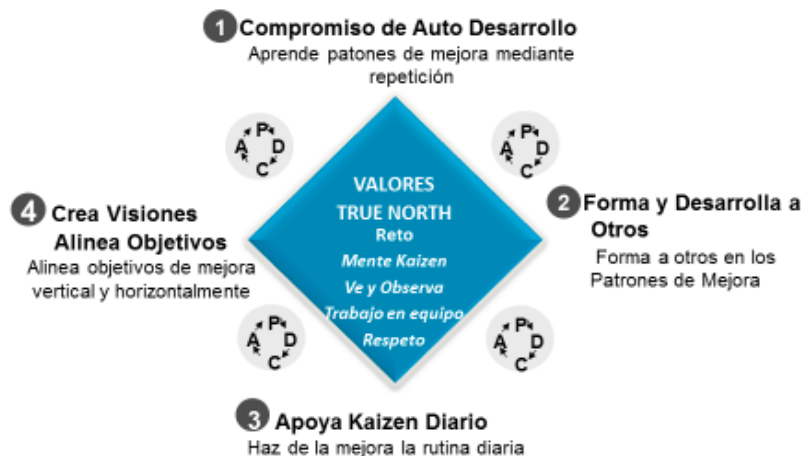 1 Compromiso de Auto Desarrollo
Aprende patones de mejora mediante
repetición
P
A D
C
P
A D
C
VALORES
TRUE NORTH
Reto
Mente Kaizen
Ve y Observa
Trabajo en equipo
Respeto
4 Crea Visiones
Alinea Objetivos
Alinea objetivos de mejora
vertical y horizontalmente
2 Forma y Desarrolla a
Otros
Forma a otros en los
Patrones de Mejora
P
A D
C
P
A D
C
3 Apoya Kaizen Diario
Haz de la mejora la rutina diaria